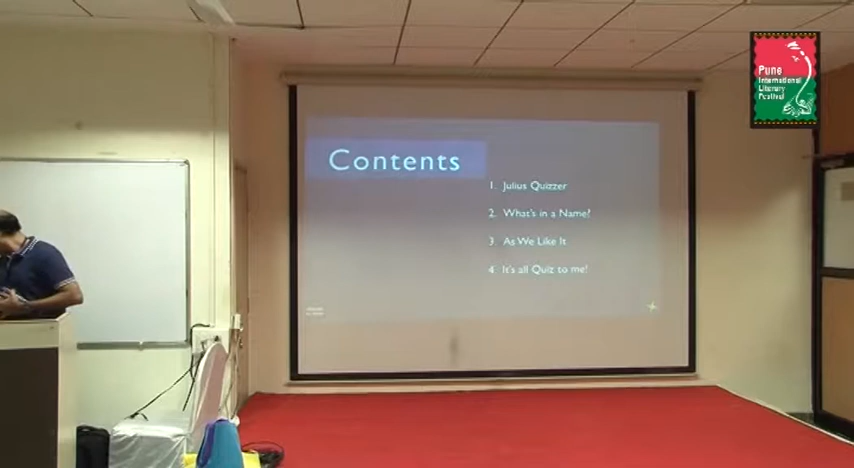 Contents
1. Julius Quizzer
2. What's in a Name?
3. As We Like It
4. It's all Quiz to me!
Pune
International
Literary
Festival